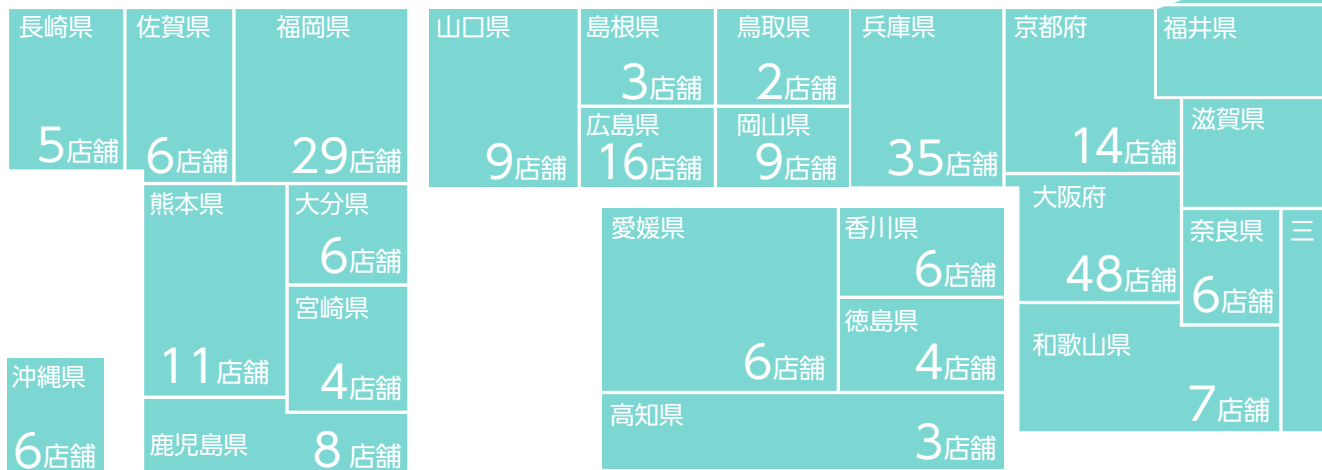 長崎県
5店舗
佐賀県
6店舗
福岡県
29店舗
熊本県
11店舗
大分県
6店舗
宮崎県
4店舗
鹿児島県
8店舗
沖縄県
6店舗
山口県
9店舗
島根県
3店舗
鳥取県
2店舗
広島県
16店舗
岡山県
9店舗
兵庫県
35店舗
京都府
14店舗
福井県
滋賀県
大阪府
48店舗
奈良県
6店舗
三
和歌山県
7店舗
愛媛県
6店舗
香川県
6店舗
徳島県
4店舗
高知県
3店舗